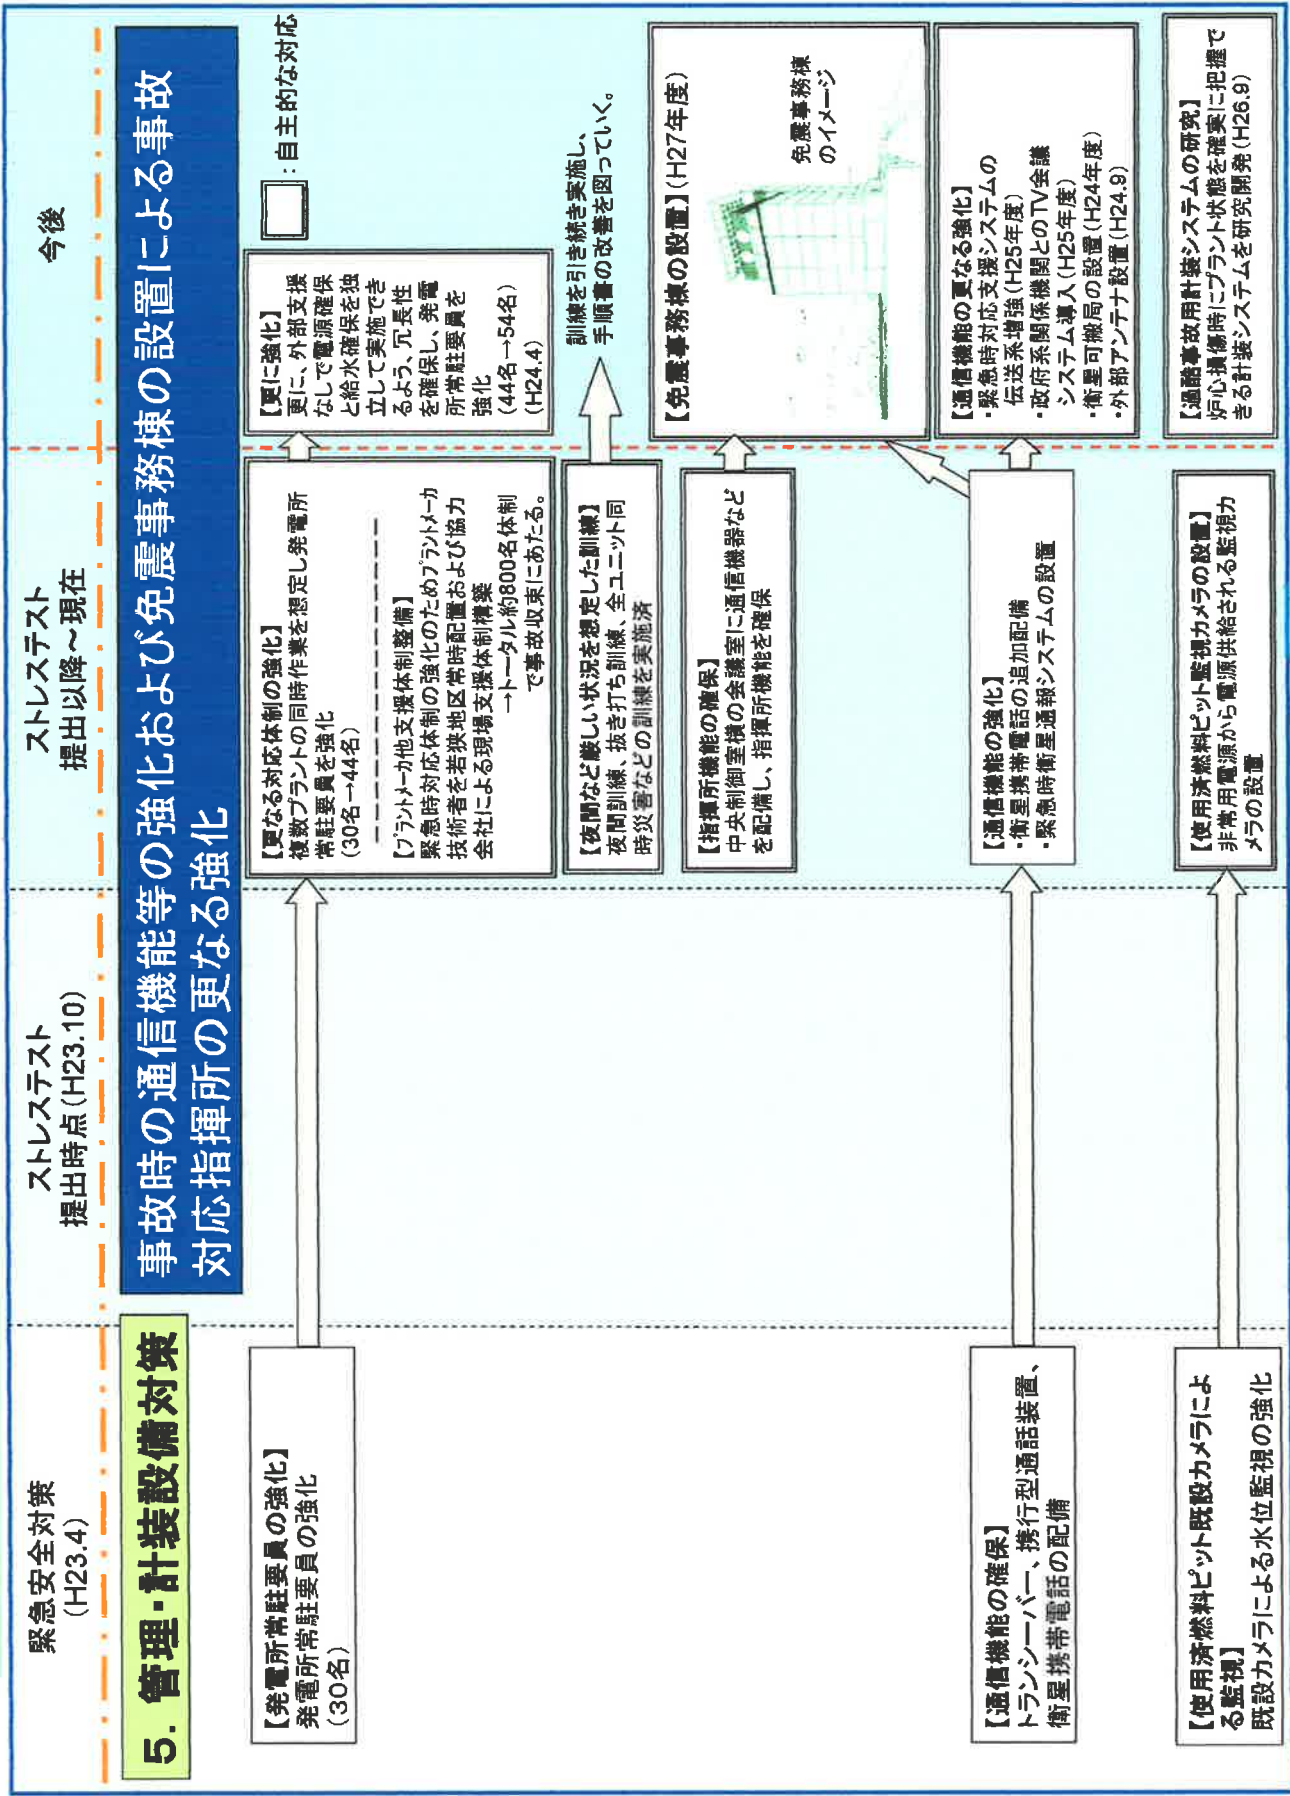 緊急安全対策
(H23.4)
ストレステスト
提出時点(H23.10)
ストレステスト
提出以降～現在
今後
5. 管理・計装設備対策
事故時の通信機能等の強化および免震事務棟の設置による事故
対応指揮所の更なる強化
:自主的な対応
【発電所常駐要員の強化】
発電所常駐要員の強化
(30名)
【更なる対応体制の強化】
複数プラントの同時作業を想定し発電所
常駐要員を強化
(30名→44名)
【プラントメーカ他支援体制整備】
緊急時対応体制の強化のためプラントメーカ
技術者を若狭地区常時配置および協力
会社による現場支援体制構築
→トータル約800名体制
で事故収束にあたる。
【更に強化】
更に、外部支援
なしで電源確保
と給水確保を独
立して実施でき
るよう、冗長性
を確保し、発電
所常駐要員を
強化
(44名→54名)
(H24.4)
【夜間など厳しい状況を想定した訓練】
夜間訓練、抜き打ち訓練、全ユニット同
時災害などの訓練を実施済
訓練を引き続き実施し、
手順書の改善を図っていく。
【指揮所機能の確保】
中央制御室横の会議室に通信機器など
を配備し、指揮所機能を確保
【免震事務棟の設置】(H27年度)
免震事務棟
のイメージ
【通信機能の確保】
トランシーバー、携行型通話装置、
衛星携帯電話の配備
【通信機能の強化】
・衛星携帯電話の追加配備
・緊急時衛星通報システムの設置
【通信機能の更なる強化】
・緊急時対応支援システムの
伝送系増強(H25年度)
・政府系関係機関とのTV会議
システム導入(H25年度)
・衛星可搬局の設置(H24年度)
・外部アンテナ設置(H24.9)
【使用済燃料ピット既設カメラによ
る監視】
既設カメラによる水位監視の強化
【使用済燃料ピット監視カメラの設置】
非常用電源から電源供給される監視カ
メラの設置
【過酷事故用計装システムの研究】
炉心損傷時にプラント状態を確実に把握で
きる計装システムを研究開発(H26.9)